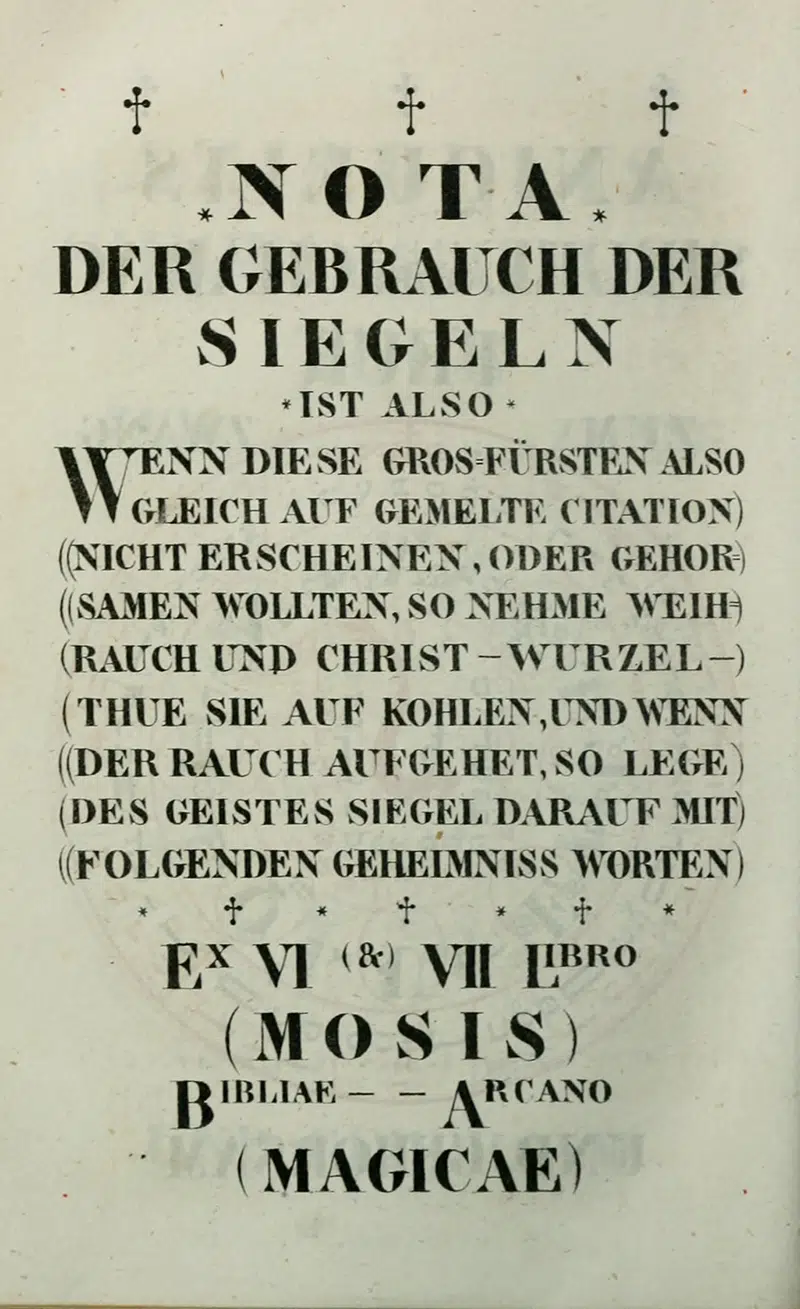 † † †
*NOTA*
DER GEBRAUCH DER
SIEGELN
*IST ALSO*
WENN DIESE GROS=FÜRSTEN ALSO
GLEICH AUF GEMELTE CITATION)
((NICHT ERSCHEINEN, ODER GEHOR=)
((SAMEN WOLLTEN, SO NEHME WEIH=)
(RAUCH UND CHRIST–WURZEL–)
(THUE SIE AUF KOHLEN, UND WENN
((DER RAUCH AUFGEHET, SO LEGE)
(DES GEISTES SIEGEL DARAUF MIT)
((FOLGENDEN GEHEIMNISS WORTEN)
* † * † * † *
EX VI (&) VII LIBRO
(MOSIS)
BIBLIAE – – ARCANO
(MAGICAE)